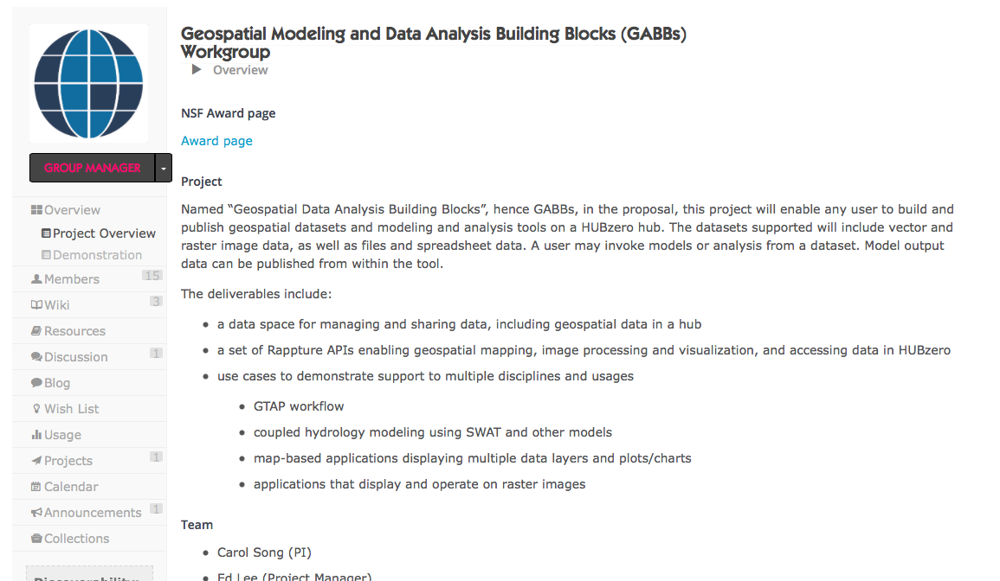 Geospatial Modeling and Data Analysis Building Blocks (GABBs)
Workgroup
Overview
GROUP MANAGER
Overview
Project Overview
Demonstration
Members 15
Wiki 3
Resources
Discussion 1
Blog
Wish List
Usage
Projects 1
Calendar
Announcements 1
Collections
Discoverability:
NSF Award page
Award page
Project
Named “Geospatial Data Analysis Building Blocks”, hence GABBs, in the proposal, this project will enable any user to build and
publish geospatial datasets and modeling and analysis tools on a HUBzero hub. The datasets supported will include vector and
raster image data, as well as files and spreadsheet data. A user may invoke models or analysis from a dataset. Model output
data can be published from within the tool.
The deliverables include:
• a data space for managing and sharing data, including geospatial data in a hub
• a set of Rappture APIs enabling geospatial mapping, image processing and visualization, and accessing data in HUBzero
• use cases to demonstrate support to multiple disciplines and usages
• GTAP workflow
• coupled hydrology modeling using SWAT and other models
• map-based applications displaying multiple data layers and plots/charts
• applications that display and operate on raster images
Team
• Carol Song (PI)
• Ed Lee (Project Manager)